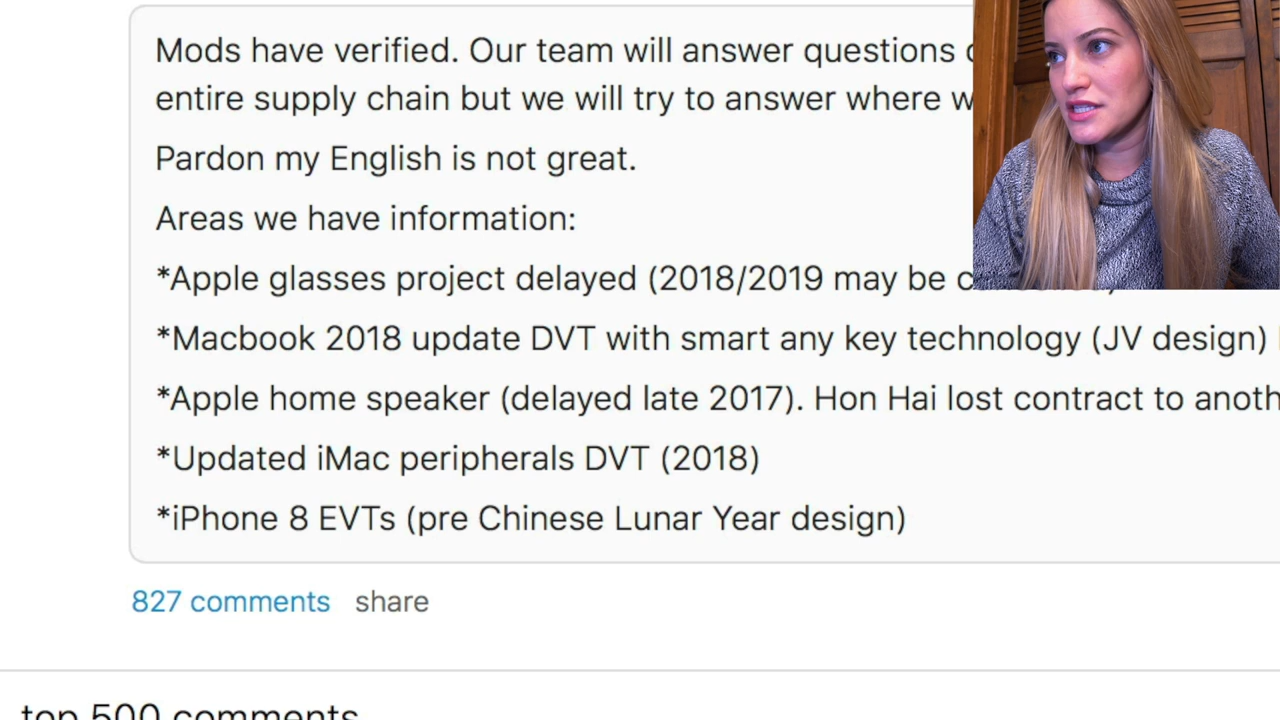 Mods have verified. Our team will answer questions
entire supply chain but we will try to answer where
Pardon my English is not great.
Areas we have information:
*Apple glasses project delayed (2018/2019 may be
*Macbook 2018 update DVT with smart any key technology (JV design)
*Apple home speaker (delayed late 2017). Hon Hai lost contract to
*Updated iMac peripherals DVT (2018)
*iPhone 8 EVTs (pre Chinese Lunar Year design)
827 comments share
top 500 comments